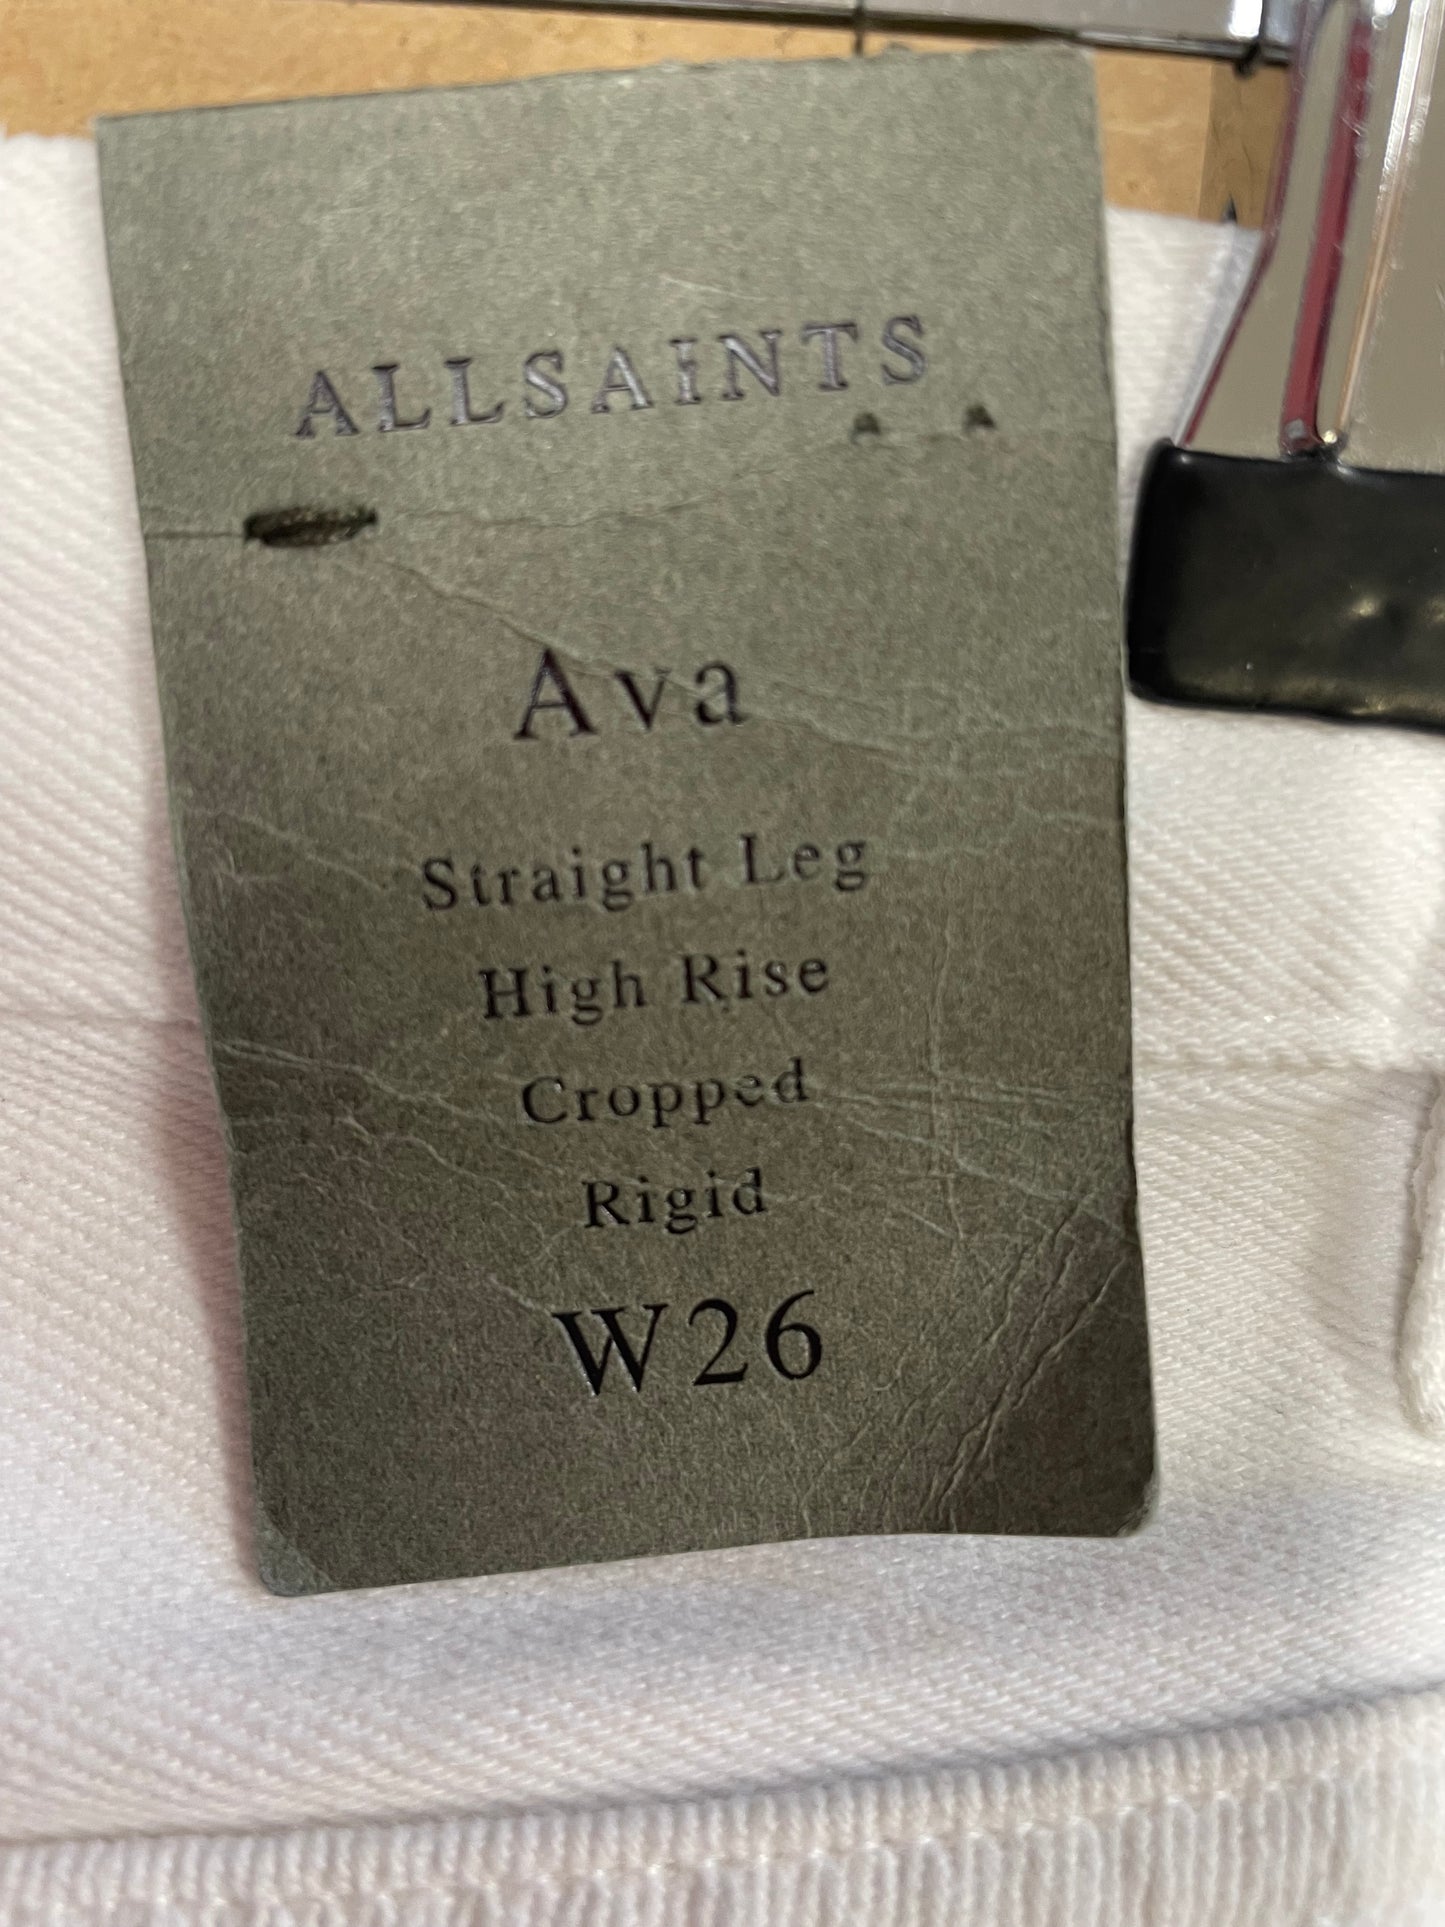 ALLSAINTS
Ava
Straight Leg
High Rise
Cropped
Rigid
W26